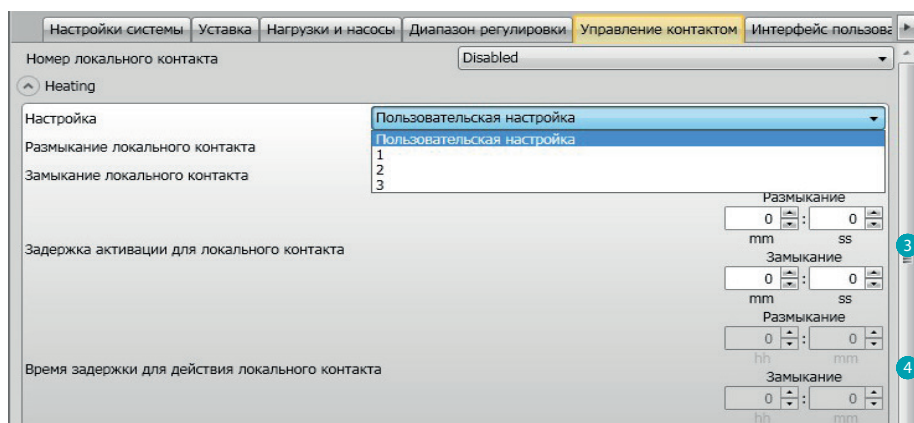 Настройки системы Уставка Нагрузки и насосы Диапазон регулировки Управление контактом Интерфейс пользова
Номер локального контакта Disabled
Heating
Настройка Пользовательская настройка
Пользовательская настройка
Размыкание локального контакта 1
2
Замыкание локального контакта 3
Размыкание
0 : 0
mm ss
Задержка активации для локального контакта 3
Замыкание
0 : 0
mm ss
Размыкание
0 : 0
hh mm
Время задержки для действия локального контакта 4
Замыкание
0 : 0
hh mm